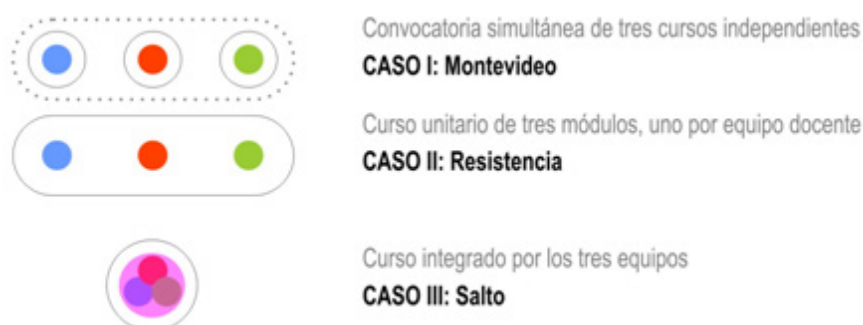 Convocatoria simultánea de tres cursos independientes
CASO I: Montevideo
Curso unitario de tres módulos, uno por equipo docente
CASO II: Resistencia
Curso integrado por los tres equipos
CASO III: Salto